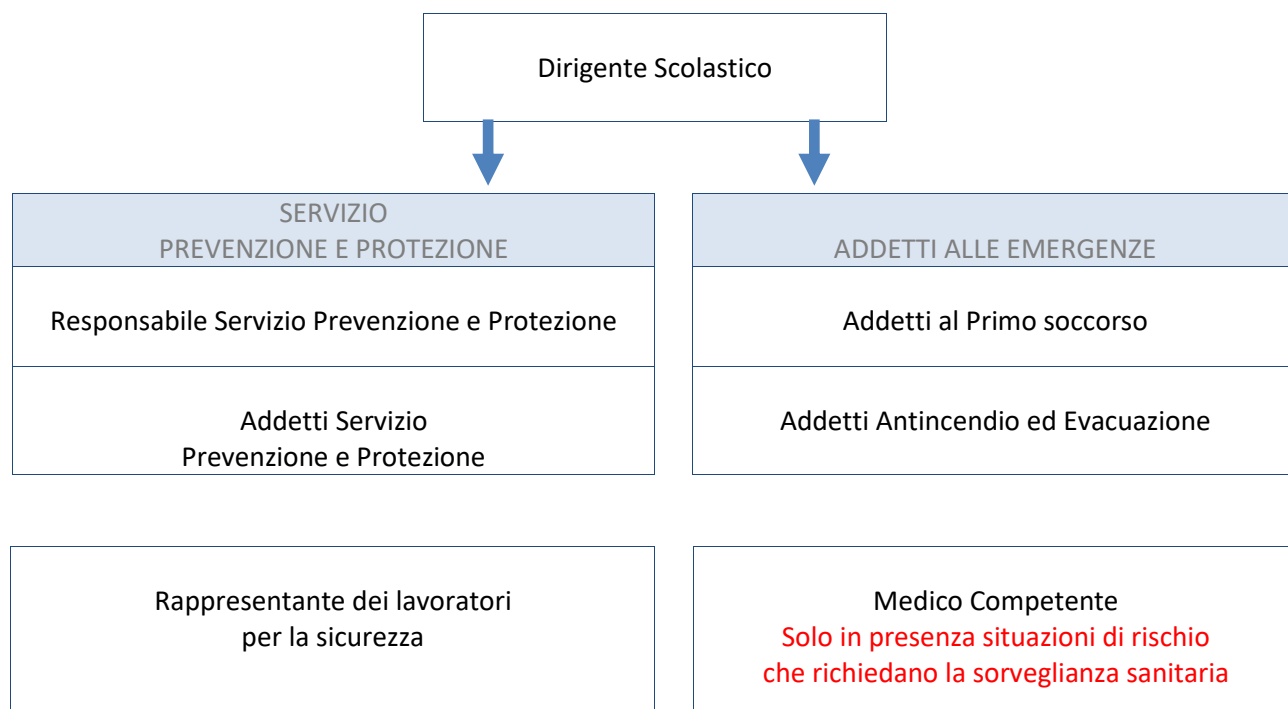 Dirigente Scolastico
SERVIZIO
PREVENZIONE E PROTEZIONE
Responsabile Servizio Prevenzione e Protezione
Addetti Servizio
Prevenzione e Protezione
ADDETTI ALLE EMERGENZE
Addetti al Primo soccorso
Addetti Antincendio ed Evacuazione
Rappresentante dei lavoratori
per la sicurezza
Medico Competente
Solo in presenza situazioni di rischio
che richiedano la sorveglianza sanitaria